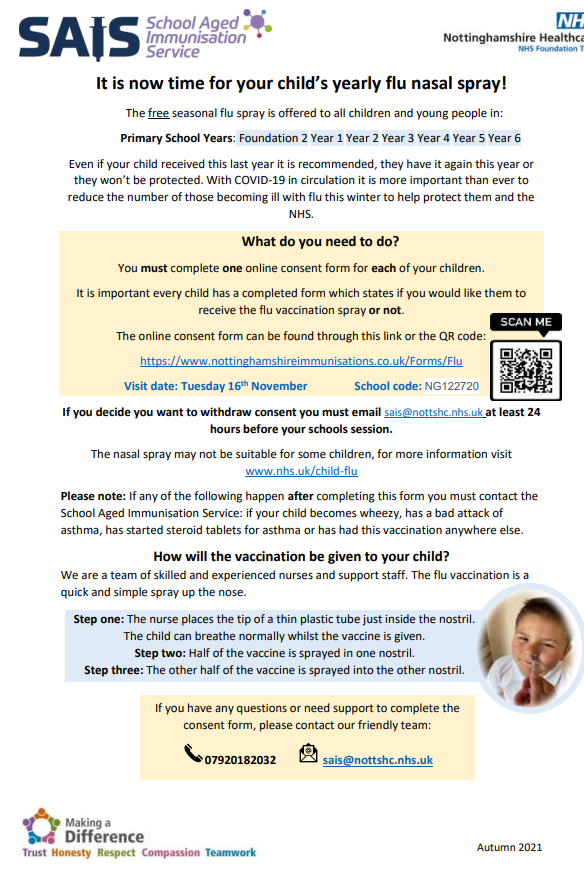 SAIS School Aged
Immunisation
Service
NH
Nottinghamshire Healthca
NHS Foundation T
It is now time for your child’s yearly flu nasal spray!
The free seasonal flu spray is offered to all children and young people in:
Primary School Years: Foundation 2 Year 1 Year 2 Year 3 Year 4 Year 5 Year 6
Even if your child received this last year it is recommended, they have it again this year or
they won’t be protected. With COVID-19 in circulation it is more important than ever to
reduce the number of those becoming ill with flu this winter to help protect them and the
NHS.
What do you need to do?
You must complete one online consent form for each of your children.
It is important every child has a completed form which states if you would like them to
receive the flu vaccination spray or not.
SCAN ME
The online consent form can be found through this link or the QR code:
https://www.nottinghamshireimmunisations.co.uk/Forms/Flu
Visit date: Tuesday 16th November School code: NG122720
If you decide you want to withdraw consent you must email sais@nottshc.nhs.uk at least 24
hours before your schools session.
The nasal spray may not be suitable for some children, for more information visit
www.nhs.uk/child-flu
Please note: If any of the following happen after completing this form you must contact the
School Aged Immunisation Service: if your child becomes wheezy, has a bad attack of
asthma, has started steroid tablets for asthma or has had this vaccination anywhere else.
How will the vaccination be given to your child?
We are a team of skilled and experienced nurses and support staff. The flu vaccination is a
quick and simple spray up the nose.
Step one: The nurse places the tip of a thin plastic tube just inside the nostril.
The child can breathe normally whilst the vaccine is given.
Step two: Half of the vaccine is sprayed in one nostril.
Step three: The other half of the vaccine is sprayed into the other nostril.
If you have any questions or need support to complete the
consent form, please contact our friendly team:
07920182032 sais@nottshc.nhs.uk
Making a
Difference
Trust Honesty Respect Compassion Teamwork
Autumn 2021